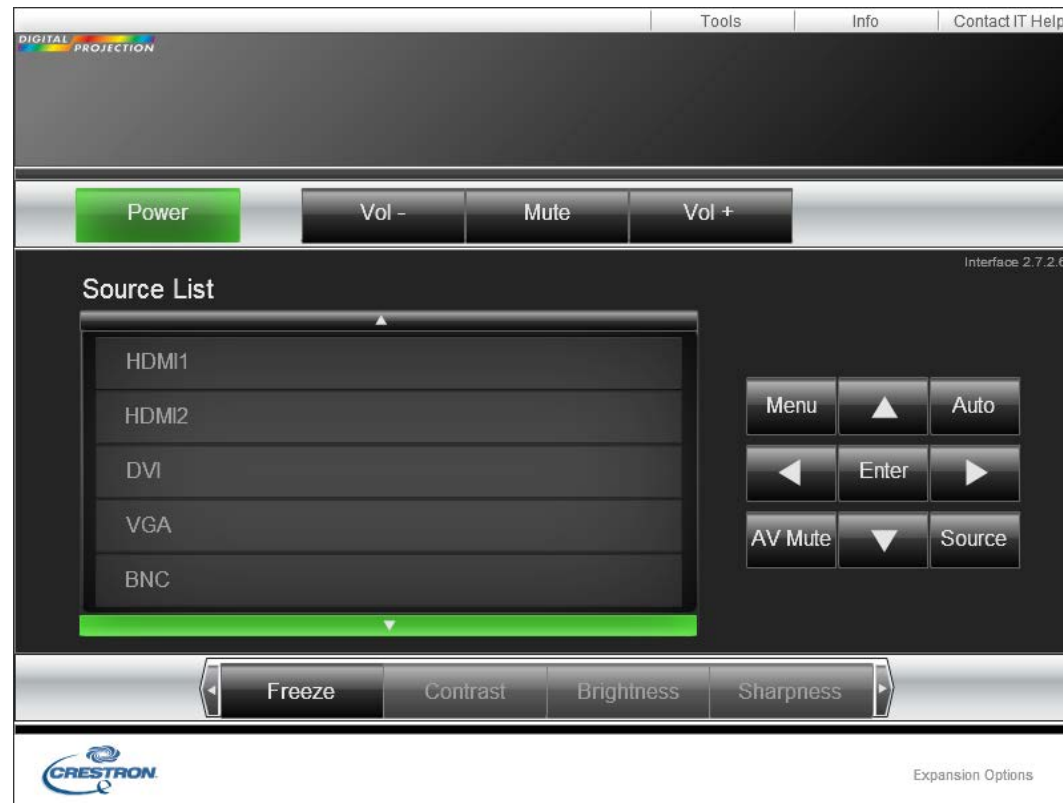 Tools Info Contact IT Help
DIGITAL PROJECTION
Power Vol - Mute Vol +
Interface 2.7.2.6
Source List
HDMI1
HDMI2
DVI
VGA
BNC
Menu Auto
Enter
AV Mute Source
Freeze Contrast Brightness Sharpness
CRESTRON
Expansion Options